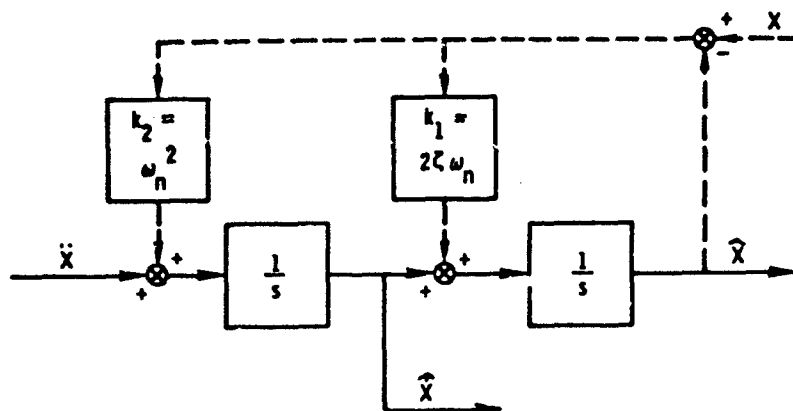 + X
-
k₂ =
ωₙ²
k₁ =
2ζωₙ
Ẍ + +
1
s
+ +
1
s
X̂
X̂̇